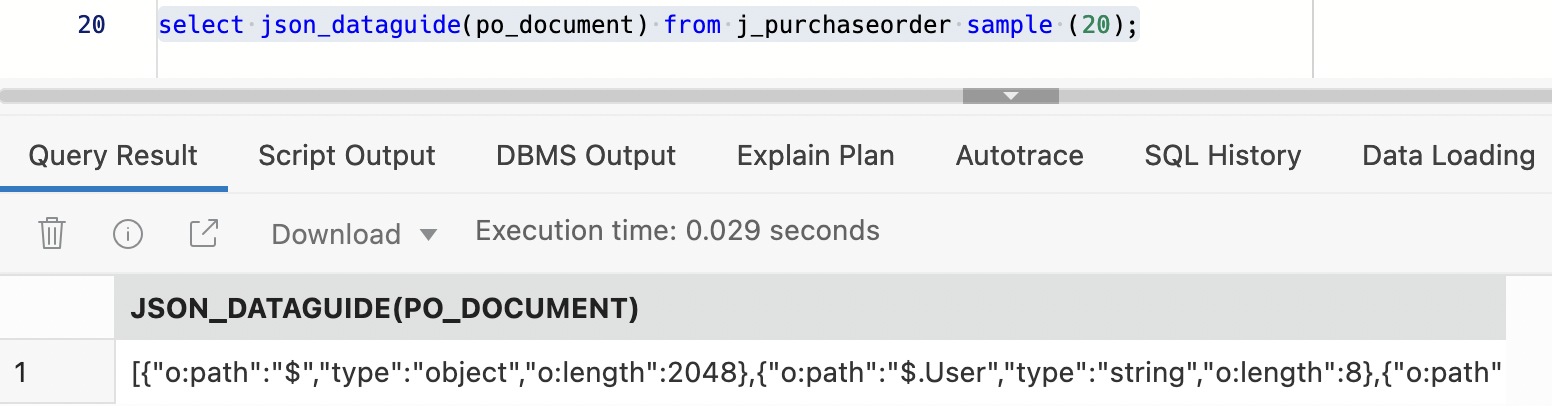 20 select json_dataguide(po_document) from j_purchaseorder sample (20);
Query Result Script Output DBMS Output Explain Plan Autotrace SQL History Data Loading
Download Execution time: 0.029 seconds
JSON_DATAGUIDE(PO_DOCUMENT)
1 [{"o:path":"$","type":"object","o:length":2048},{"o:path":"$.User","type":"string","o:length":8},{"o:path"